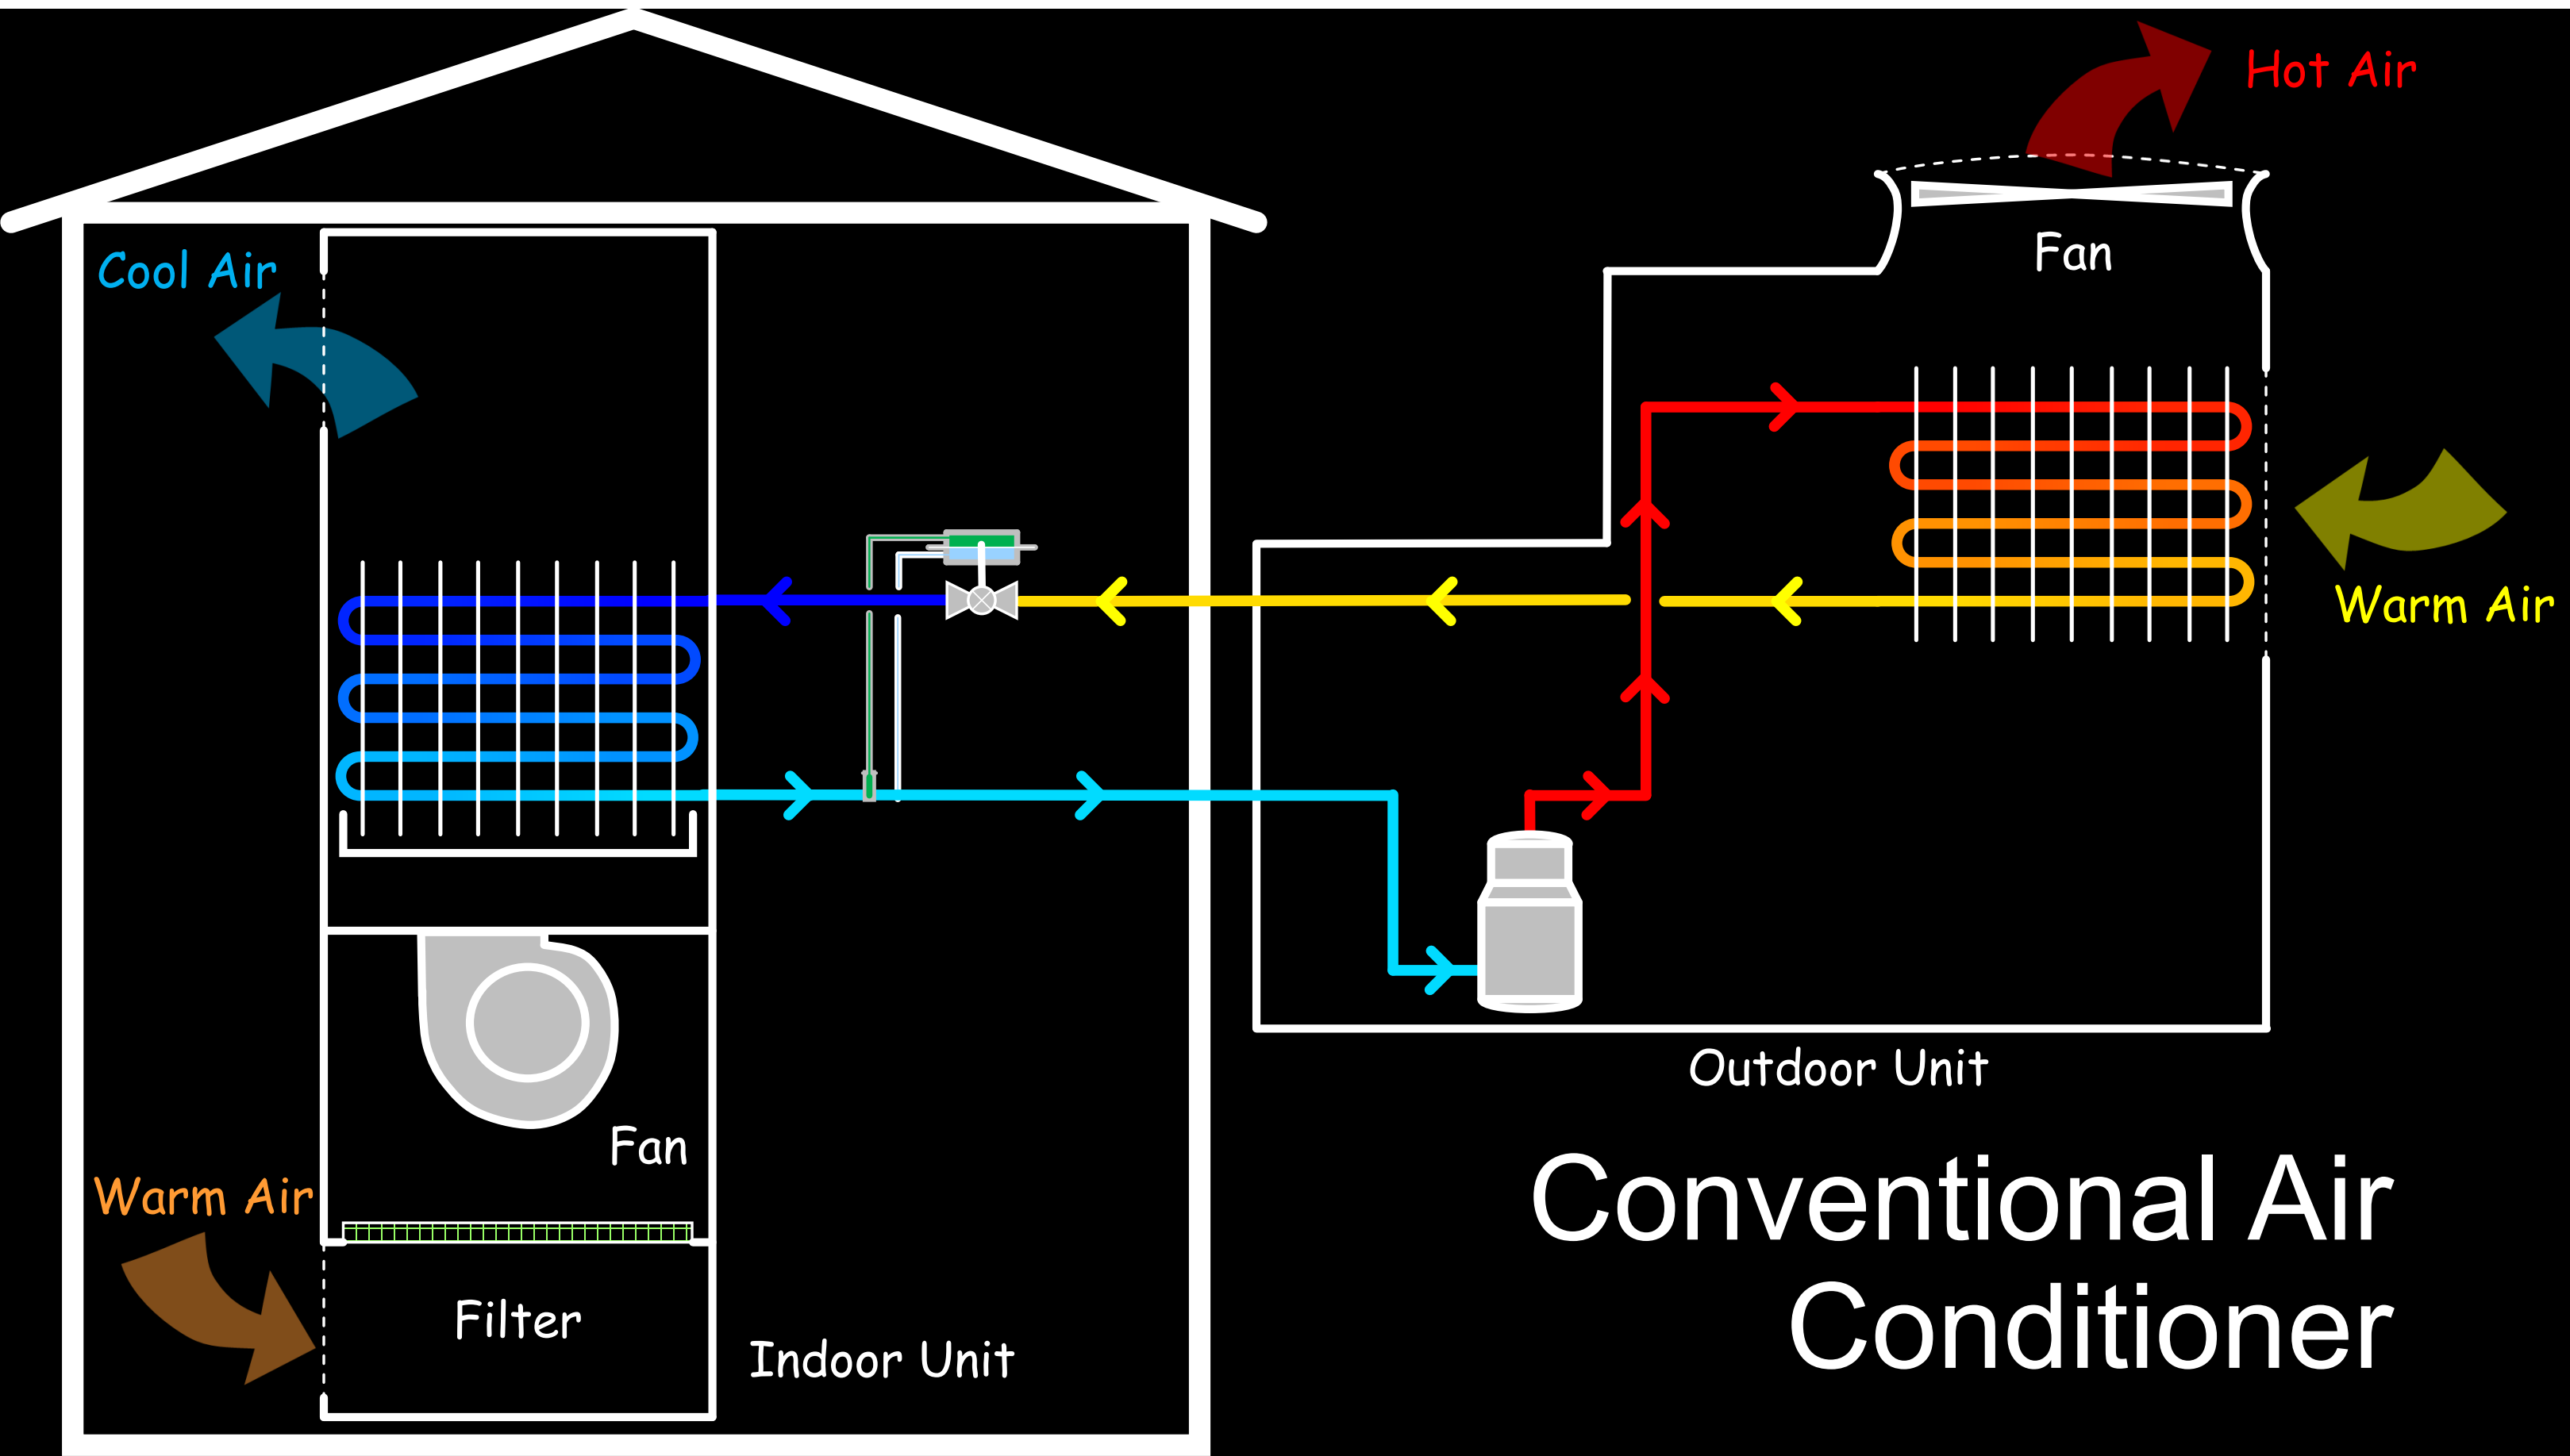 Hot Air
Fan
Cool Air
Warm Air
Outdoor Unit
Fan
Warm Air
Filter
Indoor Unit
Conventional Air
Conditioner